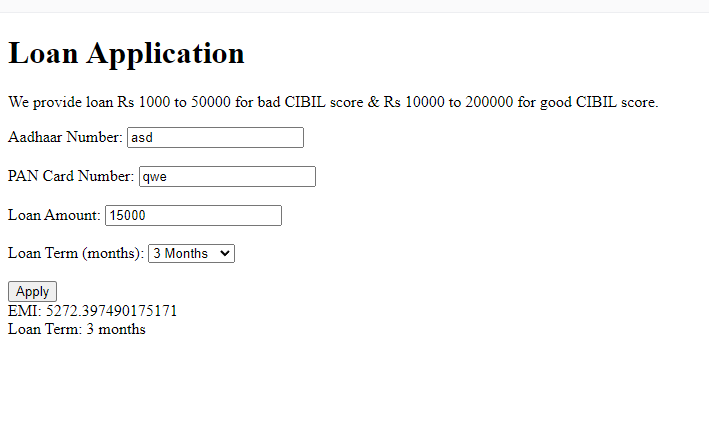 Loan Application
We provide loan Rs 1000 to 50000 for bad CIBIL score & Rs 10000 to 200000 for good CIBIL score.
Aadhaar Number: asd
PAN Card Number: qwe
Loan Amount: 15000
Loan Term (months): 3 Months
Apply
EMI: 5272.397490175171
Loan Term: 3 months